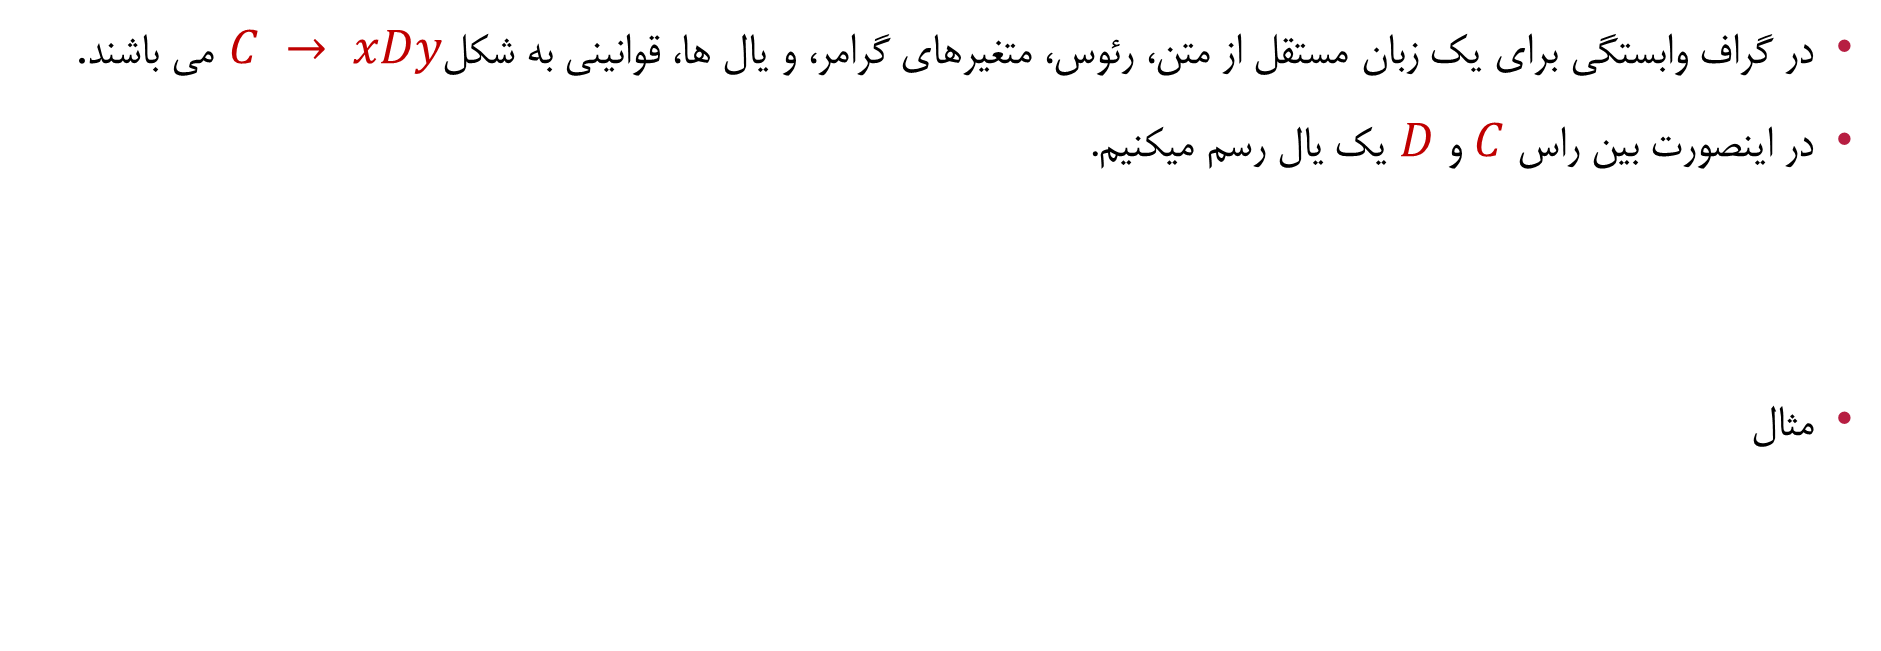 • در گراف وابستگی برای یک زبان مستقل از متن، رئوس، متغیرهای گرامر، و یال ها، قوانینی به شکل C → xDy می باشند.
• در اینصورت بین راس C و D یک یال رسم میکنیم.
• مثال